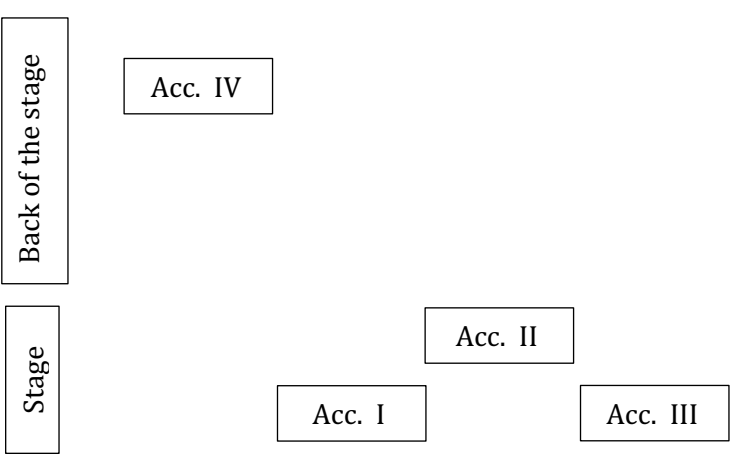 Back of the stage
Acc. IV
Stage
Acc. II
Acc. I
Acc. III